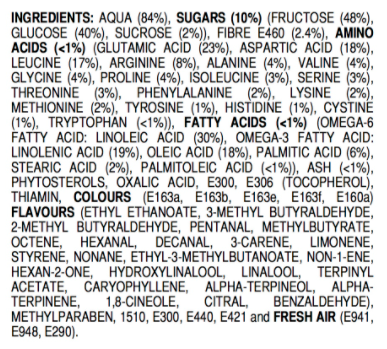 INGREDIENTS: AQUA (84%), SUGARS (10%) (FRUCTOSE (48%),
GLUCOSE (40%), SUCROSE (2%)), FIBRE E460 (2.4%), AMINO
ACIDS (<1%) (GLUTAMIC ACID (23%), ASPARTIC ACID (18%),
LEUCINE (17%), ARGININE (8%), ALANINE (4%), VALINE (4%),
GLYCINE (4%), PROLINE (4%), ISOLEUCINE (3%), SERINE (3%),
THREONINE (3%), PHENYLALANINE (2%), LYSINE (2%),
METHIONINE (2%), TYROSINE (1%), HISTIDINE (1%), CYSTINE
(1%), TRYPTOPHAN (<1%)), FATTY ACIDS (<1%) (OMEGA-6
FATTY ACID: LINOLEIC ACID (30%), OMEGA-3 FATTY ACID:
LINOLENIC ACID (19%), OLEIC ACID (18%), PALMITIC ACID (6%),
STEARIC ACID (2%), PALMITOLEIC ACID (<1%)), ASH (<1%),
PHYTOSTEROLS, OXALIC ACID, E300, E306 (TOCOPHEROL),
THIAMIN, COLOURS (E163a, E163b, E163e, E163f, E160a)
FLAVOURS (ETHYL ETHANOATE, 3-METHYL BUTYRALDEHYDE,
2-METHYL BUTYRALDEHYDE, PENTANAL, METHYLBUTYRATE,
OCTENE, HEXANAL, DECANAL, 3-CARENE, LIMONENE,
STYRENE, NONANE, ETHYL-3-METHYLBUTANOATE, NON-1-ENE,
HEXAN-2-ONE, HYDROXYLINALOOL, LINALOOL, TERPINYL
ACETATE, CARYOPHYLLENE, ALPHA-TERPINEOL, ALPHA-
TERPINENE, 1,8-CINEOLE, CITRAL, BENZALDEHYDE),
METHYLPARABEN, 1510, E300, E440, E421 and FRESH AIR (E941,
E948, E290).